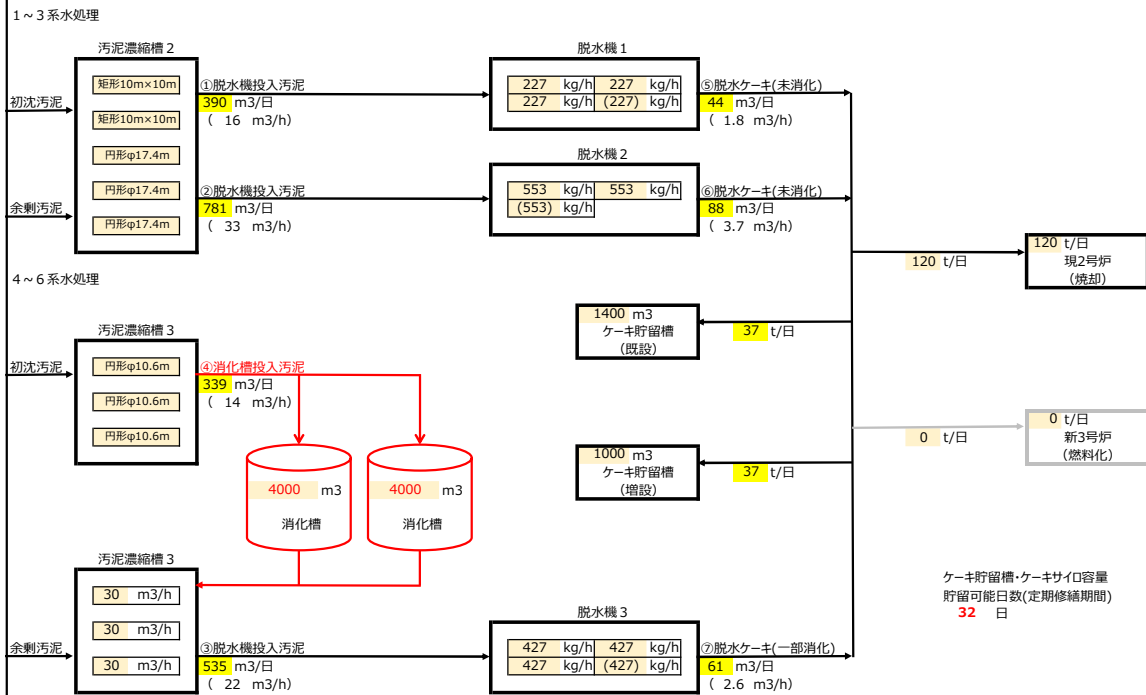 1~3系水処理
汚泥濃縮槽2
矩形10m×10m
矩形10m×10m
円形φ17.4m
円形φ17.4m
円形φ17.4m
初沈汚泥
余剰汚泥
①脱水機投入汚泥
390 m3/日
( 16 m3/h)
②脱水機投入汚泥
781 m3/日
( 33 m3/h)
脱水機1
227 kg/h 227 kg/h
227 kg/h (227) kg/h
⑤脱水ケーキ(未消化)
44 m3/日
( 1.8 m3/h)
脱水機2
553 kg/h 553 kg/h
(553) kg/h
⑥脱水ケーキ(未消化)
88 m3/日
( 3.7 m3/h)
120 t/日
120 t/日
現2号炉
(焼却)
4~6系水処理
汚泥濃縮槽3
円形φ10.6m
円形φ10.6m
円形φ10.6m
初沈汚泥
④消化槽投入汚泥
339 m3/日
( 14 m3/h)
4000 m3
消化槽
4000 m3
消化槽
1400 m3
ケーキ貯留槽
(既設)
37 t/日
0 t/日
0 t/日
新3号炉
(燃料化)
1000 m3
ケーキ貯留槽
(増設)
37 t/日
汚泥濃縮槽3
30 m3/h
30 m3/h
30 m3/h
余剰汚泥
③脱水機投入汚泥
535 m3/日
( 22 m3/h)
脱水機3
427 kg/h 427 kg/h
427 kg/h (427) kg/h
⑦脱水ケーキ(一部消化)
61 m3/日
( 2.6 m3/h)
ケーキ貯留槽・ケーキサイロ容量
貯留可能日数(定期修繕期間)
32 日